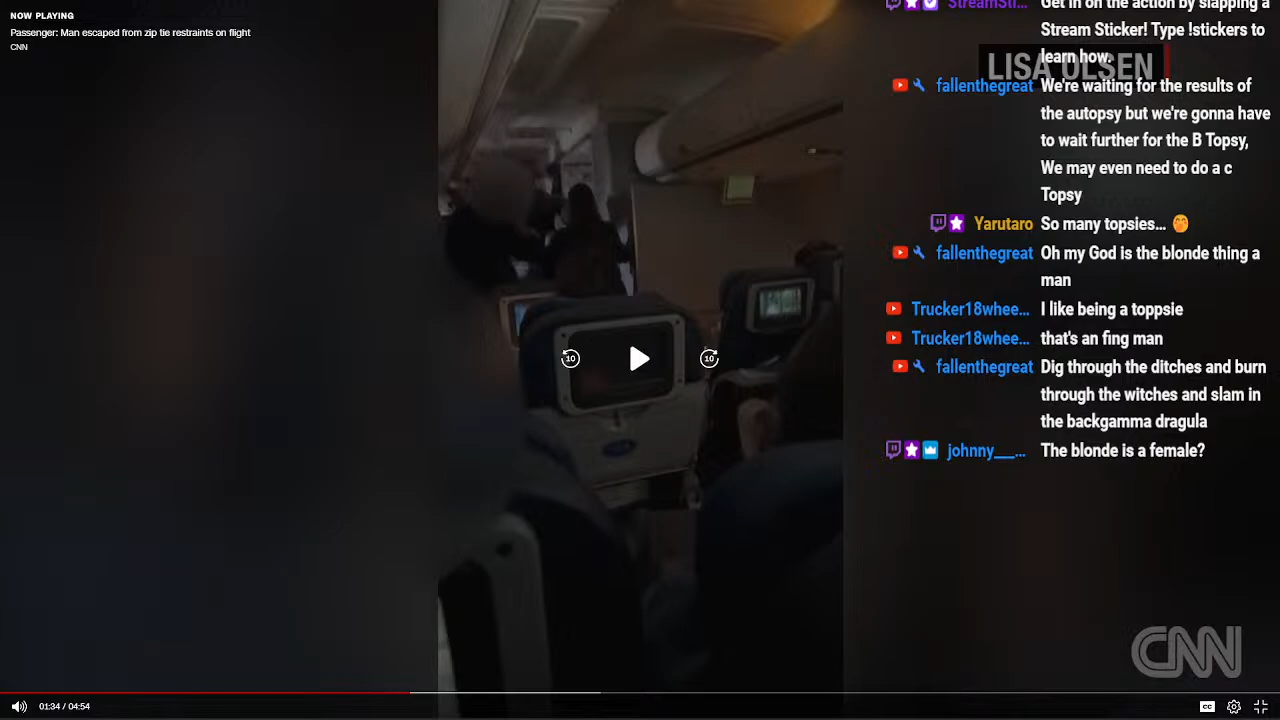 NOW PLAYING
Passenger: Man escaped from zip tie restraints on flight
CNN
StreamSti... Get in on the action by slapping a
Stream Sticker! Type !stickers to
learn how.
LISA OLSEN
fallenthegreat We're waiting for the results of
the autopsy but we're gonna have
to wait further for the B Topsy,
We may even need to do a c
Topsy
Yarutaro So many topsies... 🤭
fallenthegreat Oh my God is the blonde thing a
man
Trucker18whee... I like being a toppsie
Trucker18whee... that's an fing man
fallenthegreat Dig through the ditches and burn
through the witches and slam in
the backgamma dragula
johnny___... The blonde is a female?
10
10
CNN
01:34 / 04:54
CC